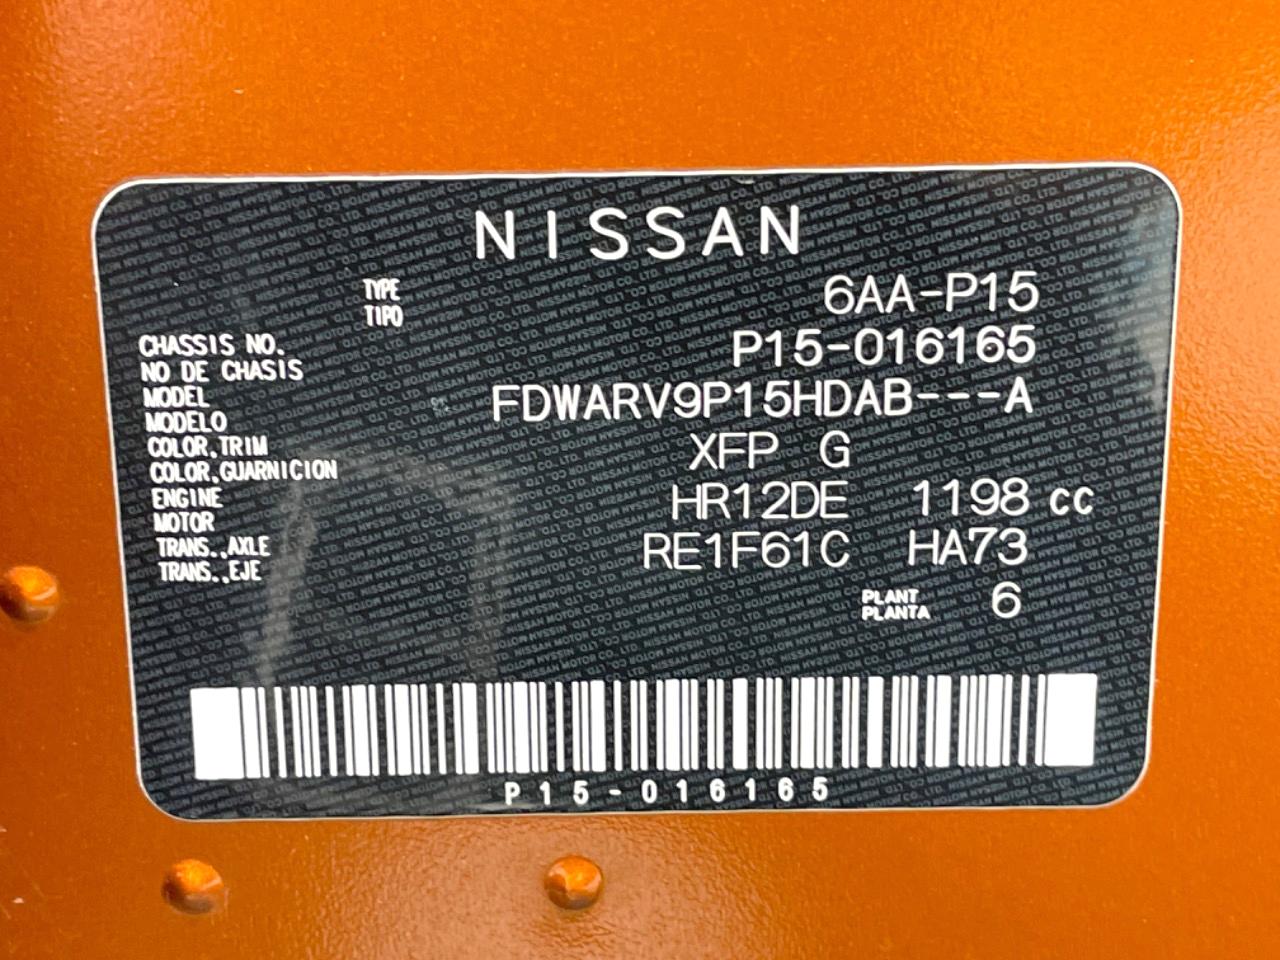 NISSAN
TYPE 6AA-P15
TIPO
CHASSIS NO. P15-016165
NO DE CHASIS
MODEL FDWARV9P15HDAB---A
MODELO
COLOR,TRIM XFP G
COLOR,GUARNICION
ENGINE HR12DE 1198 cc
MOTOR
TRANS.,AXLE RE1F61C HA73
TRANS.,EJE
PLANT 6
PLANTA
P15-016165